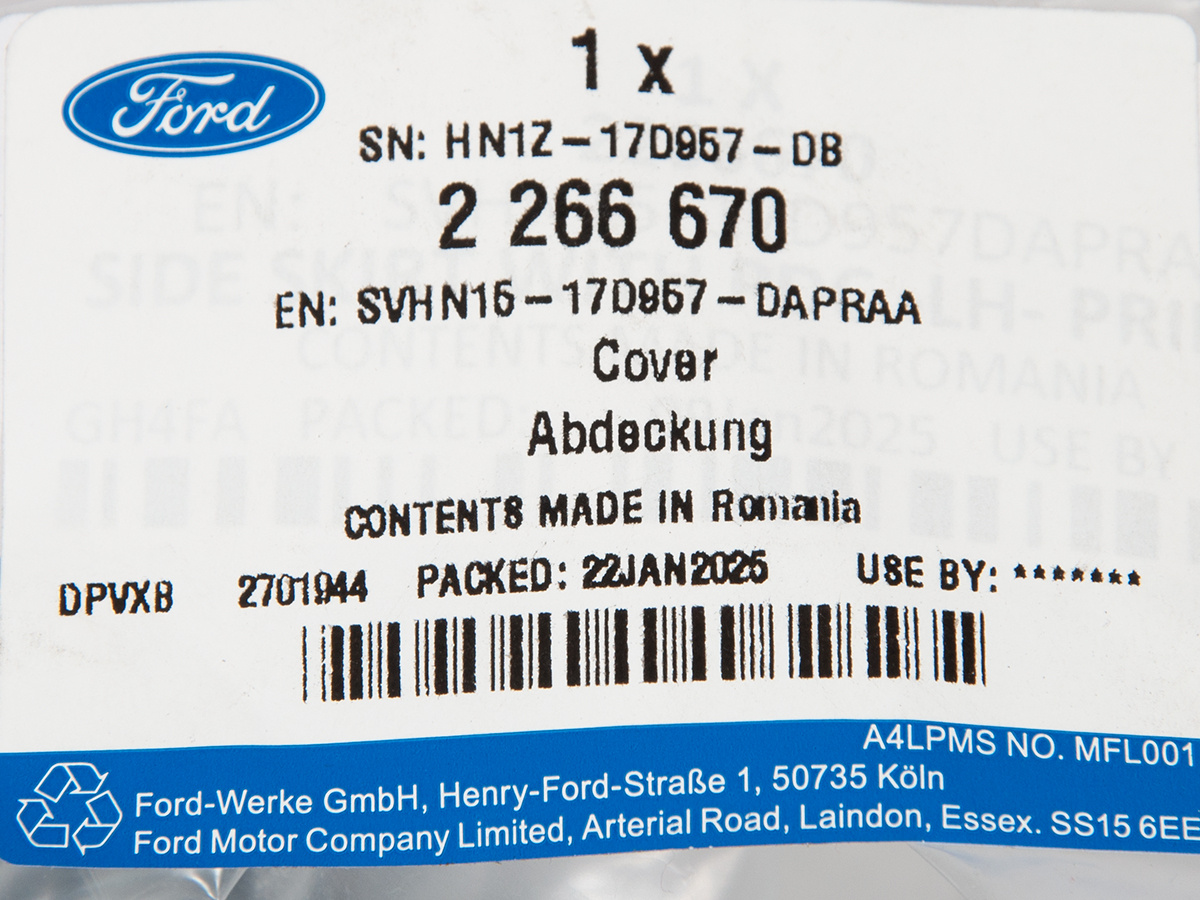 Ford
1 x
SN: HN1Z-17D957-DB
2 266 670
EN: SVHN15-17D957-DAPRAA
Cover
Abdeckung
CONTENTS MADE IN Romania
DPVXB 2701944 PACKED: 22JAN2025 USE BY: *******
A4LPMS NO. MFL001
Ford-Werke GmbH, Henry-Ford-Straße 1, 50735 Köln
Ford Motor Company Limited, Arterial Road, Laindon, Essex. SS15 6EE